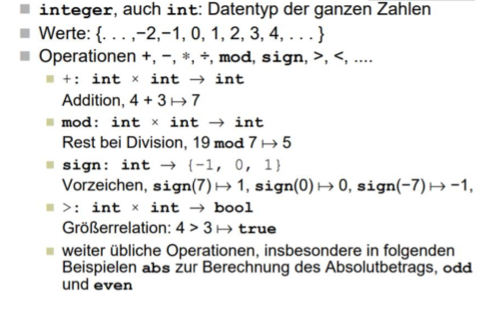 integer, auch int: Datentyp der ganzen Zahlen
Werte: {. . . ,−2,−1, 0, 1, 2, 3, 4, . . . }
Operationen +, −, *, ÷, mod, sign, >, <, ....
+: int × int → int
Addition, 4 + 3 ↦ 7
mod: int × int → int
Rest bei Division, 19 mod 7 ↦ 5
sign: int → {-1, 0, 1}
Vorzeichen, sign(7) ↦ 1, sign(0) ↦ 0, sign(−7) ↦ −1,
>: int × int → bool
Größerrelation: 4 > 3 ↦ true
weiter übliche Operationen, insbesondere in folgenden
Beispielen abs zur Berechnung des Absolutbetrags, odd
und even